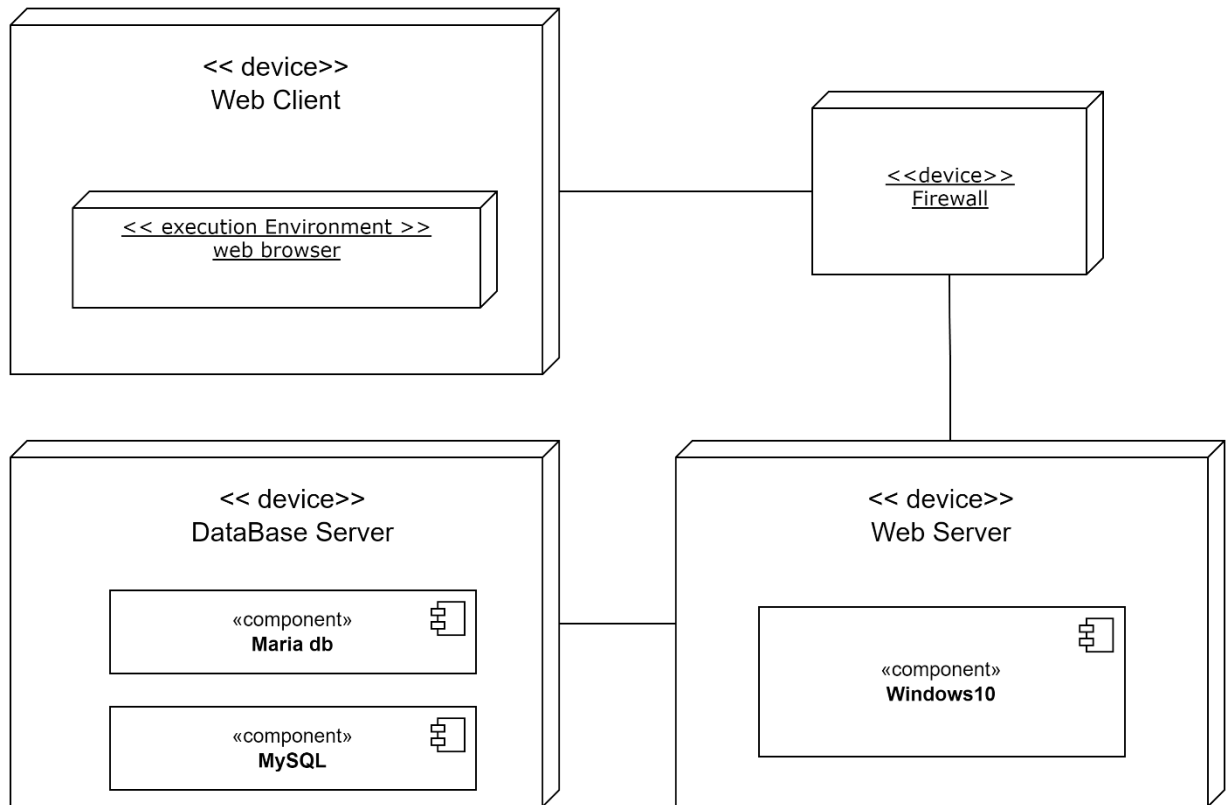 << device>>
Web Client
<< execution Environment >>
web browser
<<device>>
Firewall
<< device>>
DataBase Server
«component»
Maria db
«component»
MySQL
<< device>>
Web Server
«component»
Windows10